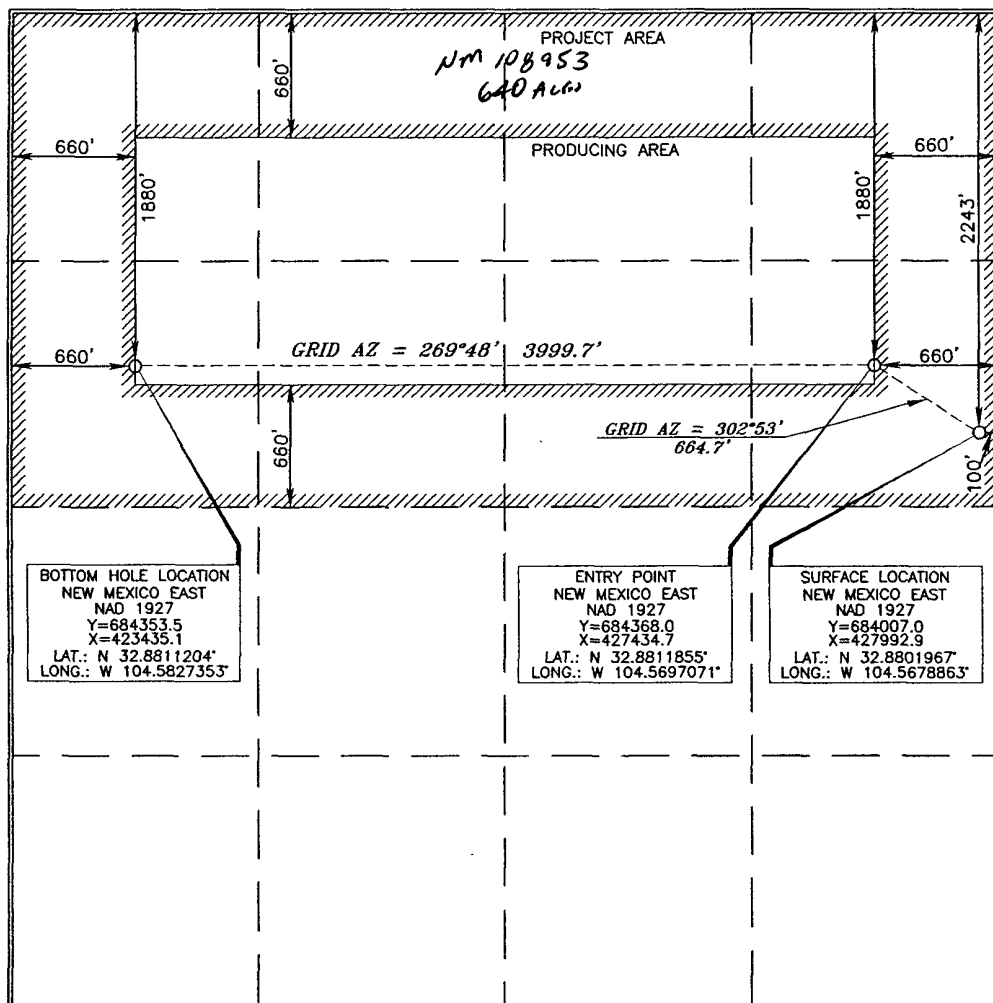 PROJECT AREA
NM 108953
640 Acres
660'
PRODUCING AREA
660'
660'
1880'
1880'
2243'
GRID AZ = 269°48' 3999.7'
660'
660'
GRID AZ = 302°53'
664.7'
660'
100'
BOTTOM HOLE LOCATION
NEW MEXICO EAST
NAD 1927
Y=684353.5
X=423435.1
LAT.: N 32.8811204°
LONG.: W 104.5827353°
ENTRY POINT
NEW MEXICO EAST
NAD 1927
Y=684368.0
X=427434.7
LAT.: N 32.8811855°
LONG.: W 104.5697071°
SURFACE LOCATION
NEW MEXICO EAST
NAD 1927
Y=684007.0
X=427992.9
LAT.: N 32.8801967°
LONG.: W 104.5678863°